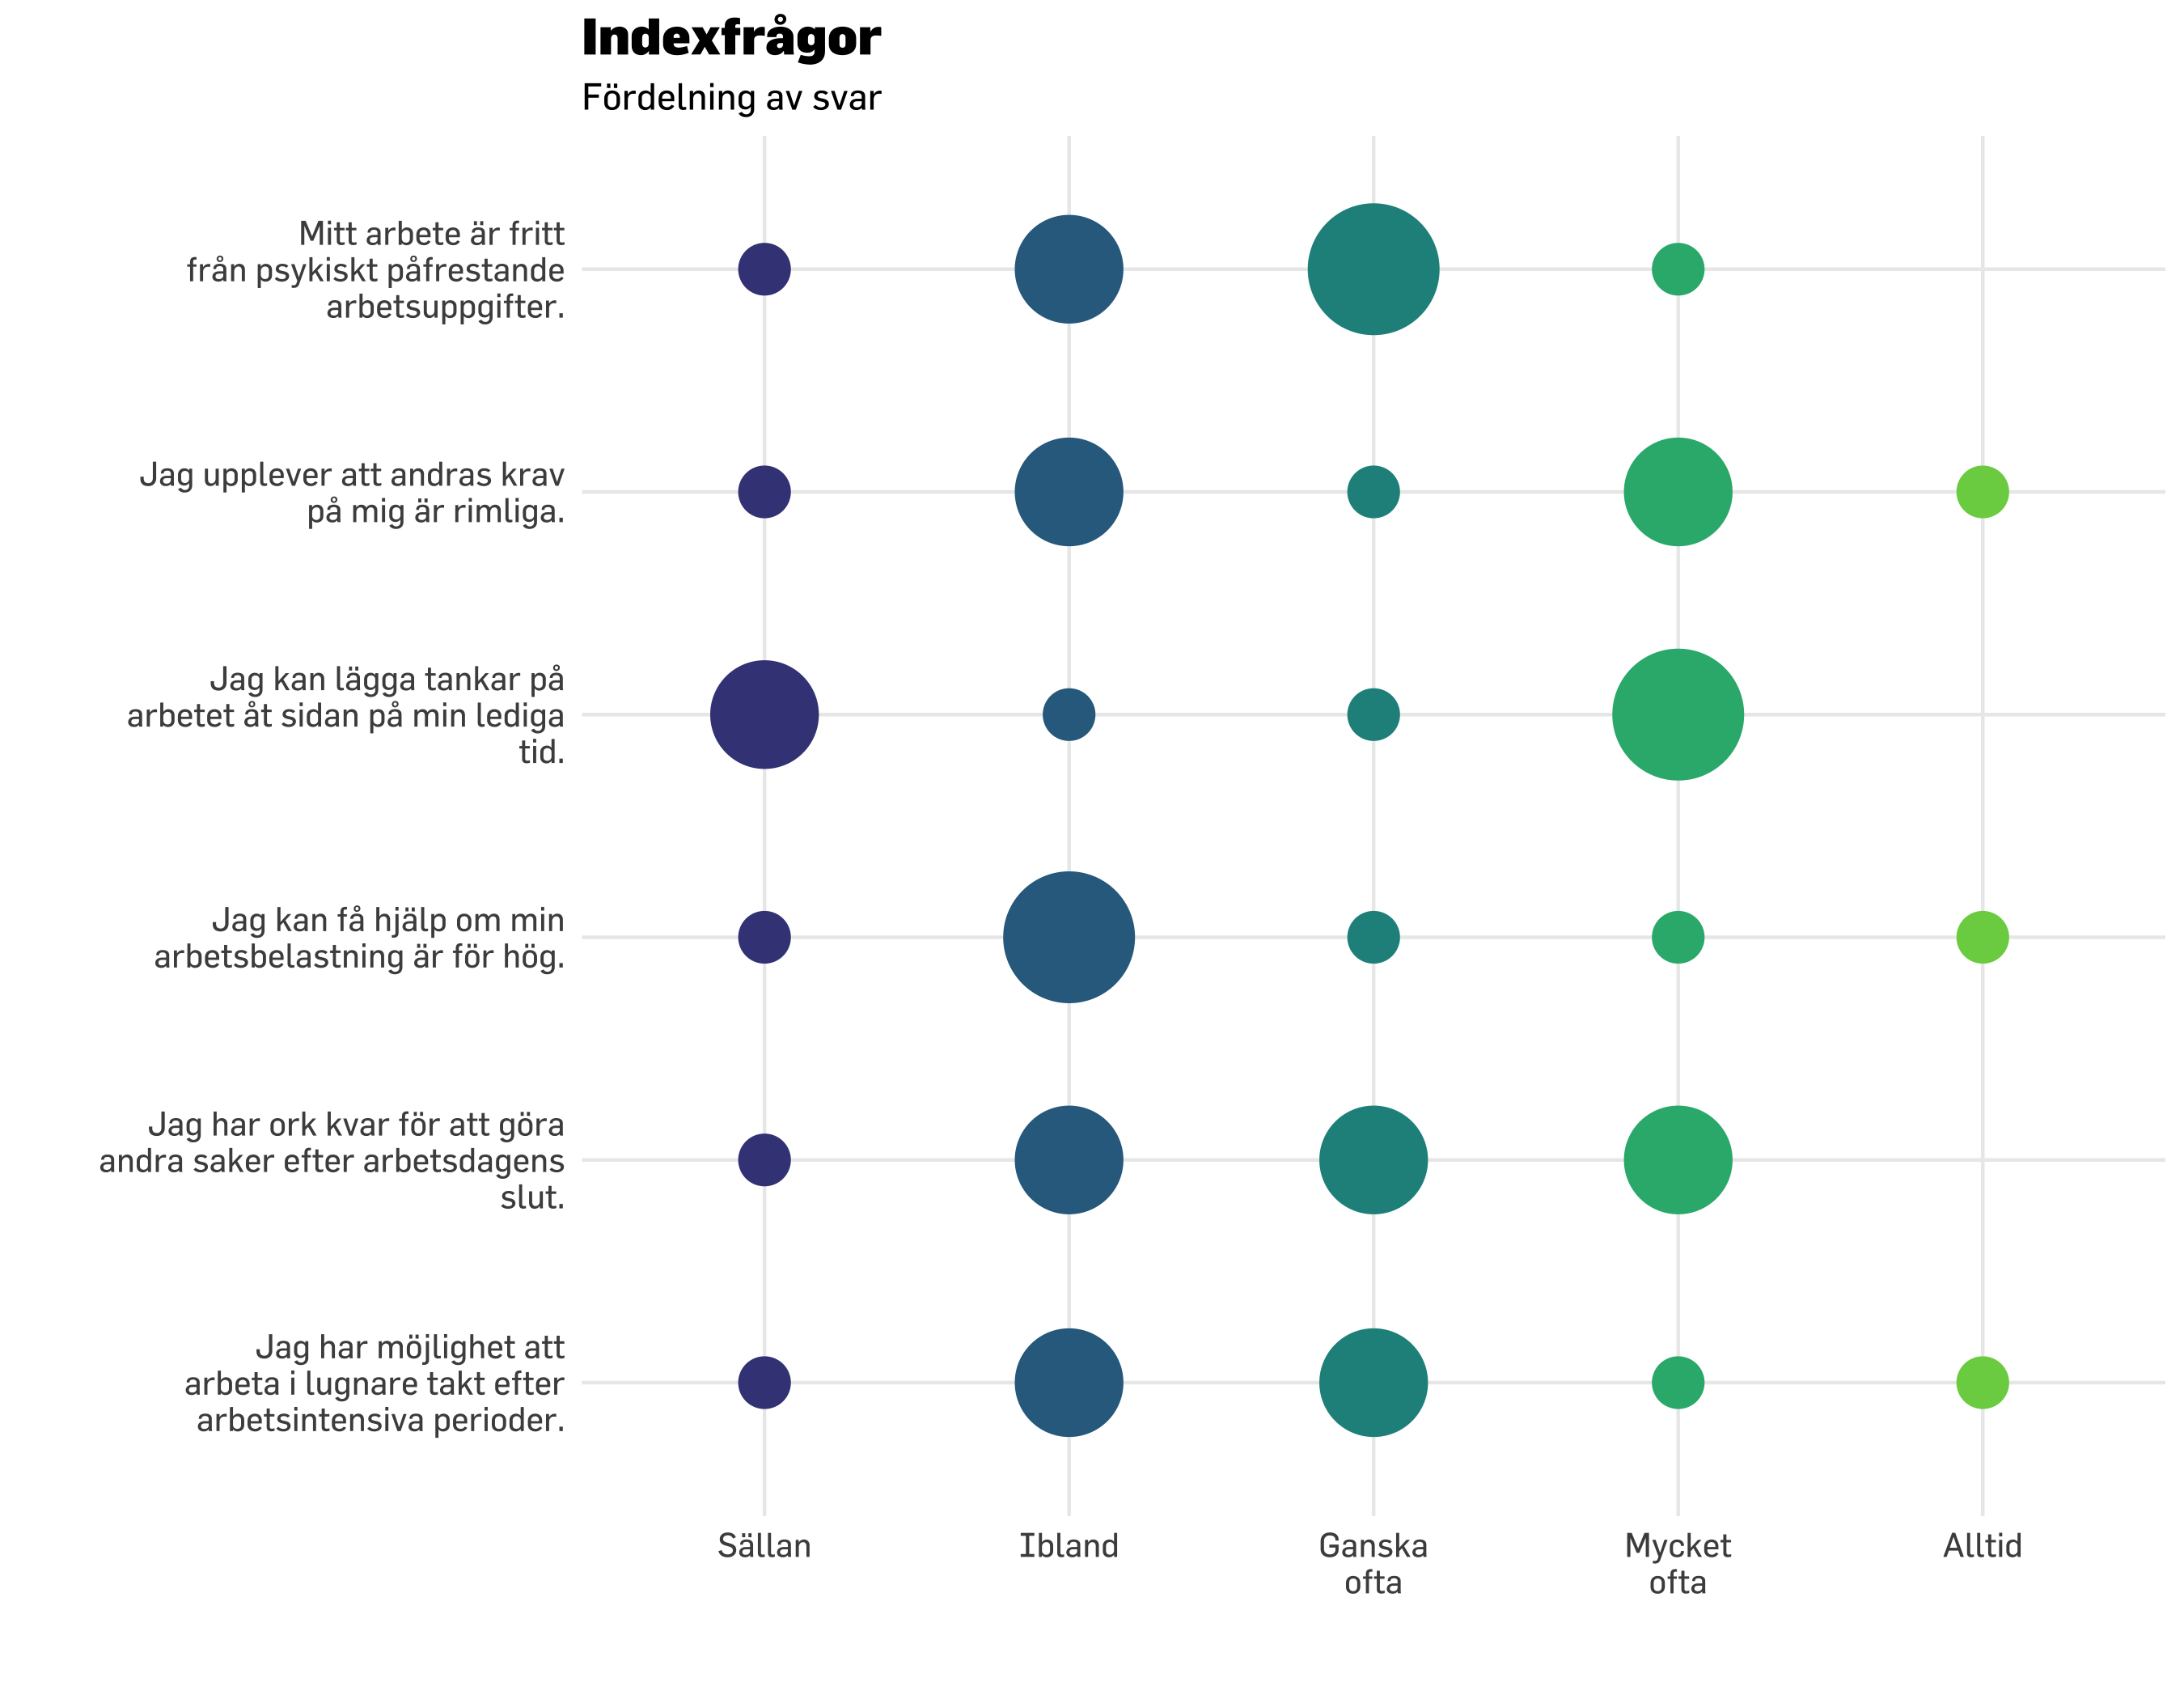 Indexfrågor
Fördelning av svar
Mitt arbete är fritt
från psykiskt påfrestande
arbetsuppgifter.
Jag upplever att andras krav
på mig är rimliga.
Jag kan lägga tankar på
arbetet åt sidan på min lediga
tid.
Jag kan få hjälp om min
arbetsbelastning är för hög.
Jag har ork kvar för att göra
andra saker efter arbetsdagens
slut.
Jag har möjlighet att
arbeta i lugnare takt efter
arbetsintensiva perioder.
Sällan
Ibland
Ganska
ofta
Mycket
ofta
Alltid